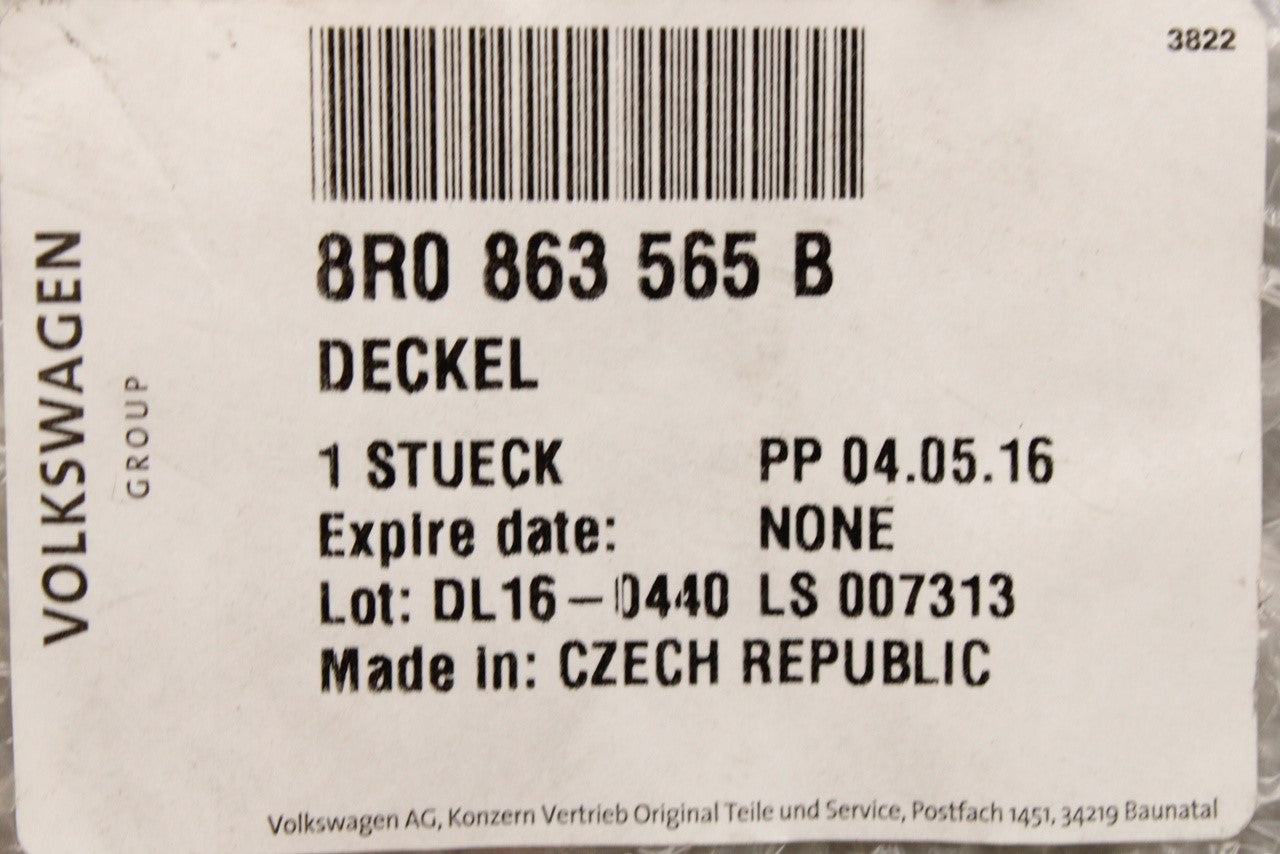 3822
8R0 863 565 B
DECKEL
1 STUECK PP 04.05.16
Expire date: NONE
Lot: DL16-0440 LS 007313
Made in: CZECH REPUBLIC
VOLKSWAGEN
GROUP
Volkswagen AG, Konzern Vertrieb Original Teile und Service, Postfach 1451, 34219 Baunatal